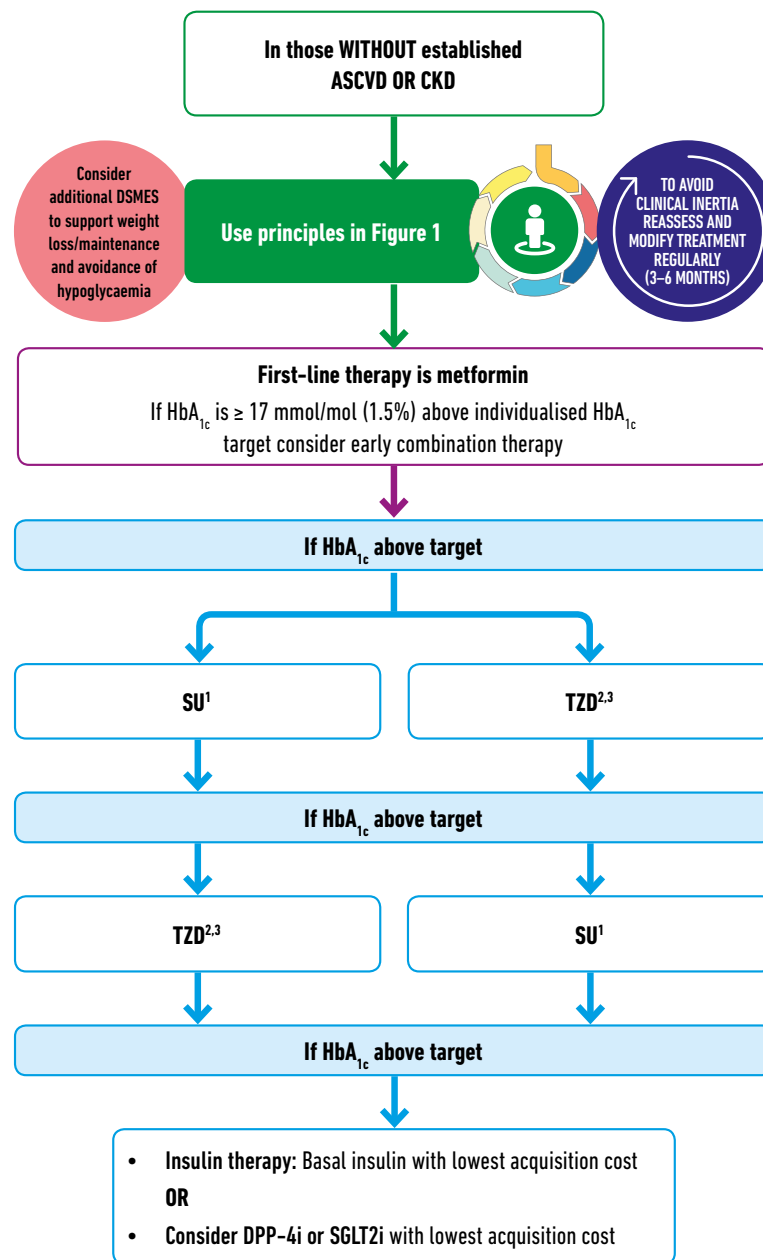 In those WITHOUT established
ASCVD OR CKD
Consider
additional DSMES
to support weight
loss/maintenance
and avoidance of
hypoglycaemia
Use principles in Figure 1
TO AVOID
CLINICAL INERTIA
REASSESS AND
MODIFY TREATMENT
REGULARLY
(3–6 MONTHS)
First-line therapy is metformin
If HbA1c is ≥ 17 mmol/mol (1.5%) above individualised HbA1c
target consider early combination therapy
If HbA1c above target
SU¹
TZD²,³
If HbA1c above target
TZD²,³
SU¹
If HbA1c above target
• Insulin therapy: Basal insulin with lowest acquisition cost
OR
• Consider DPP-4i or SGLT2i with lowest acquisition cost